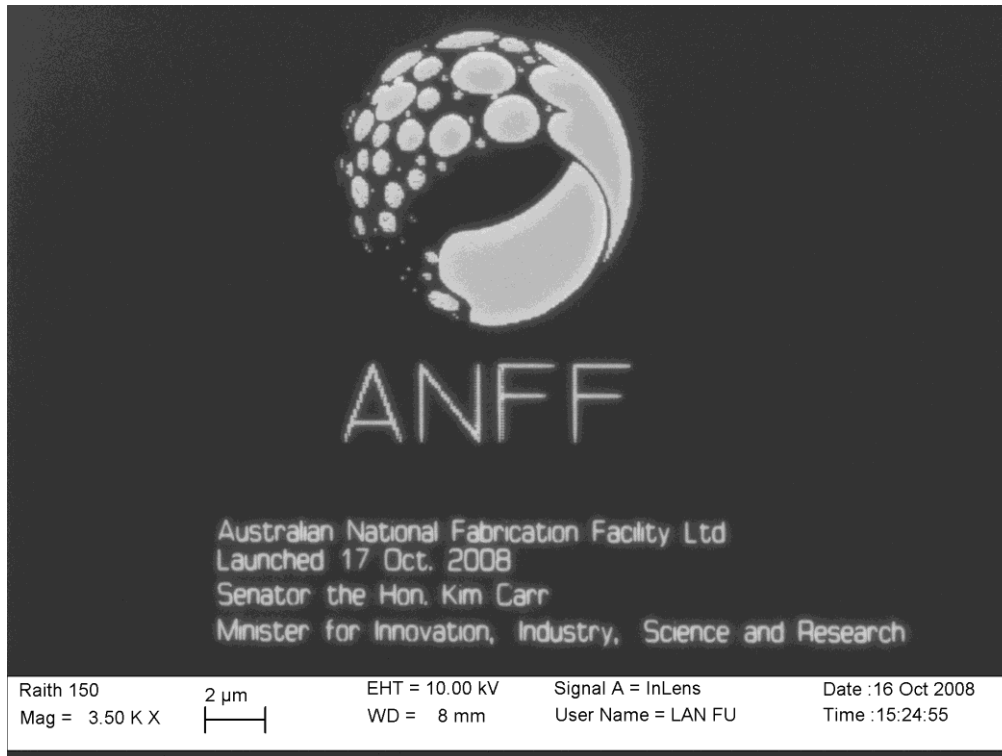 ANFF
Australian National Fabrication Facility Ltd
Launched 17 Oct. 2008
Senator the Hon. Kim Carr
Minister for Innovation, Industry, Science and Research
Raith 150 2 µm EHT = 10.00 kV Signal A = InLens Date :16 Oct 2008
Mag = 3.50 K X WD = 8 mm User Name = LAN FU Time :15:24:55